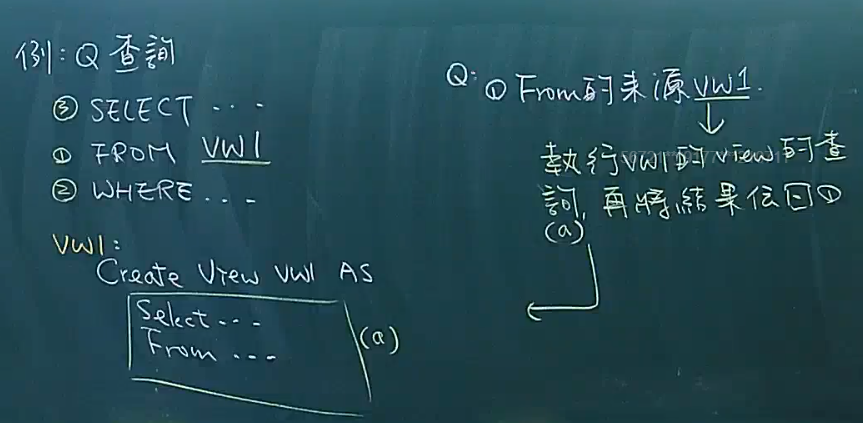 例：Q 查詢
③ SELECT ...
① FROM VW1
② WHERE ...
VW1：
Create View VW1 AS
Select ...
From ...
(a)
Q: ① From的来源VW1.
執行VW1的View的查
詢，再將結果传回①
(a)